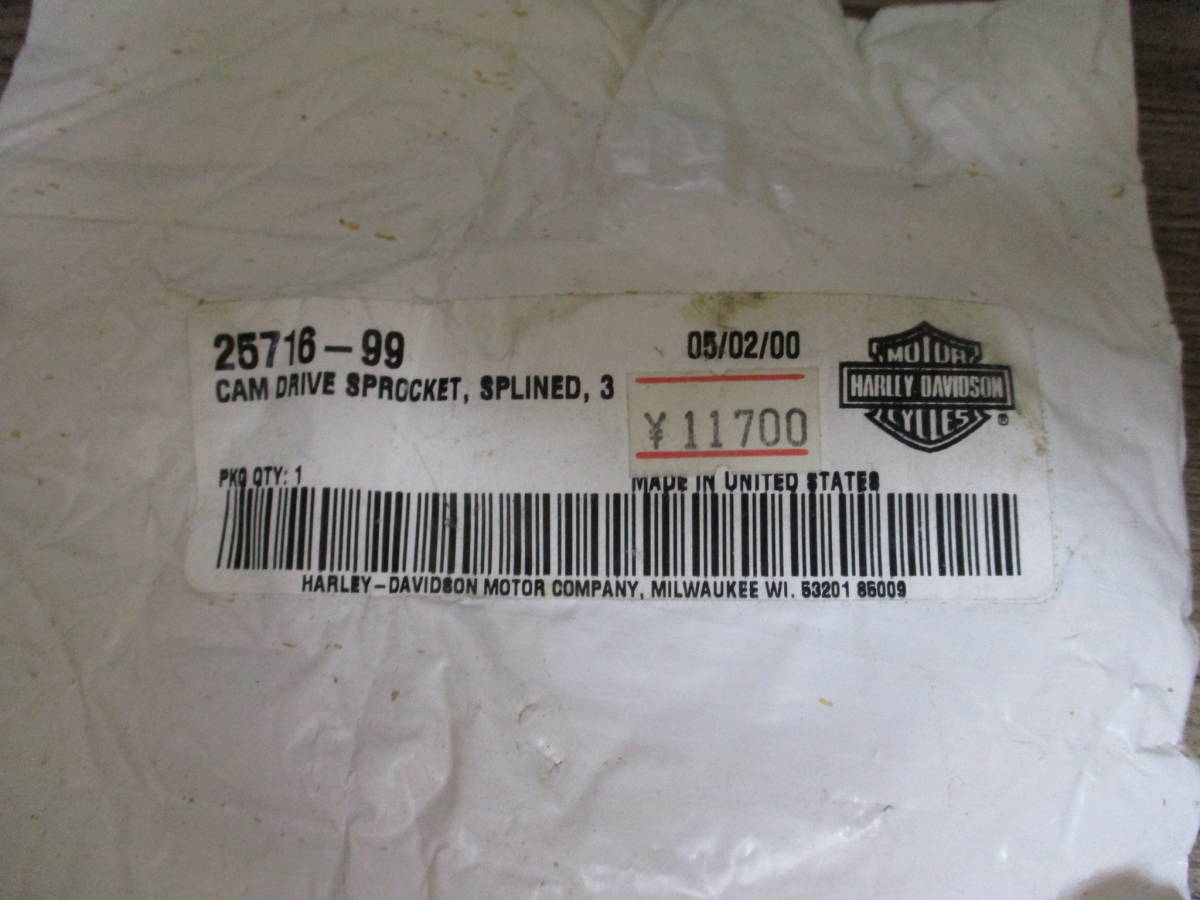 25716-99 05/02/00
CAM DRIVE SPROCKET, SPLINED, 3
¥11700
MOTOR
HARLEY-DAVIDSON
CYCLES ®
PKG QTY: 1 MADE IN UNITED STATES
HARLEY-DAVIDSON MOTOR COMPANY, MILWAUKEE WI. 53201 85009